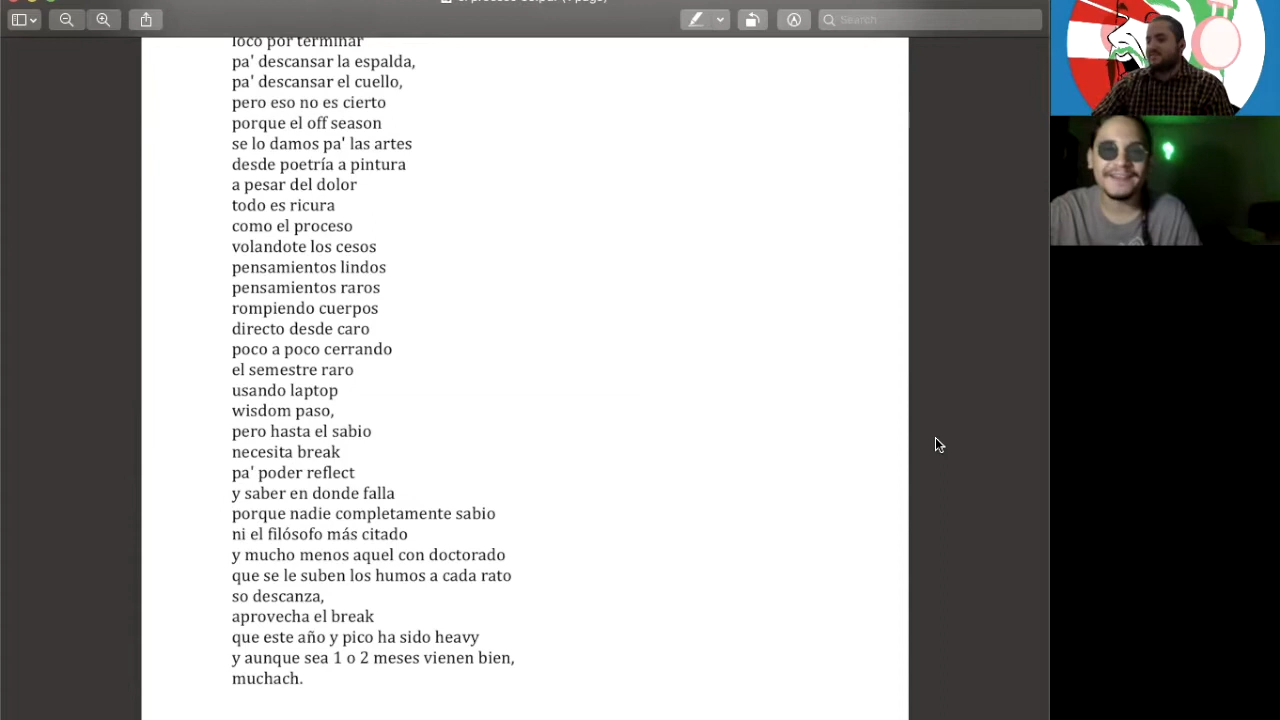 Search
loco por terminar
pa' descansar la espalda,
pa' descansar el cuello,
pero eso no es cierto
porque el off season
se lo damos pa' las artes
desde poetría a pintura
a pesar del dolor
todo es ricura
como el proceso
volandote los cesos
pensamientos lindos
pensamientos raros
rompiendo cuerpos
directo desde caro
poco a poco cerrando
el semestre raro
usando laptop
wisdom paso,
pero hasta el sabio
necesita break
pa' poder reflect
y saber en donde falla
porque nadie completamente sabio
ni el filósofo más citado
y mucho menos aquel con doctorado
que se le suben los humos a cada rato
so descanza,
aprovecha el break
que este año y pico ha sido heavy
y aunque sea 1 o 2 meses vienen bien,
muchach.